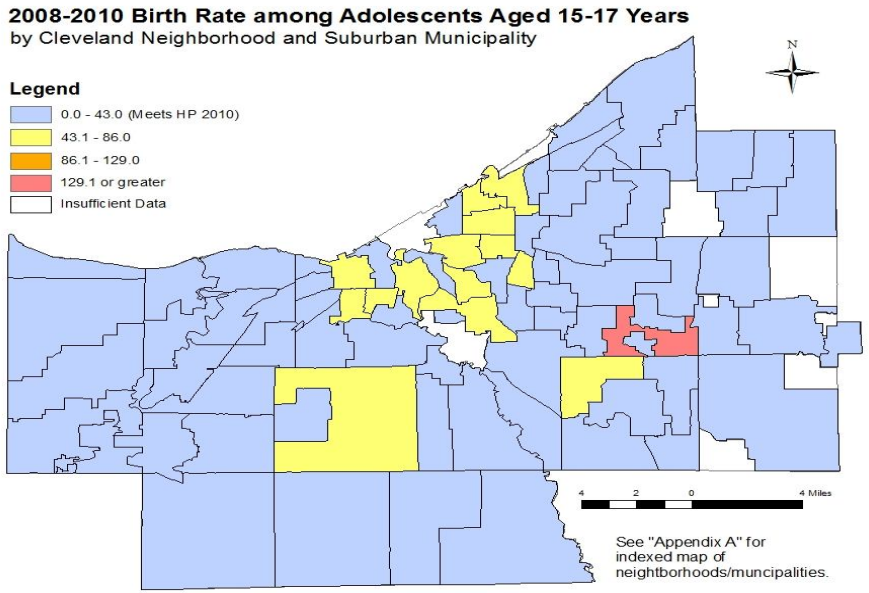 2008-2010 Birth Rate among Adolescents Aged 15-17 Years
by Cleveland Neighborhood and Suburban Municipality
N
Legend
0.0 - 43.0 (Meets HP 2010)
43.1 - 86.0
86.1 - 129.0
129.1 or greater
Insufficient Data
4 2 0 4 Miles
See "Appendix A" for
indexed map of
neightborhoods/muncipalities.